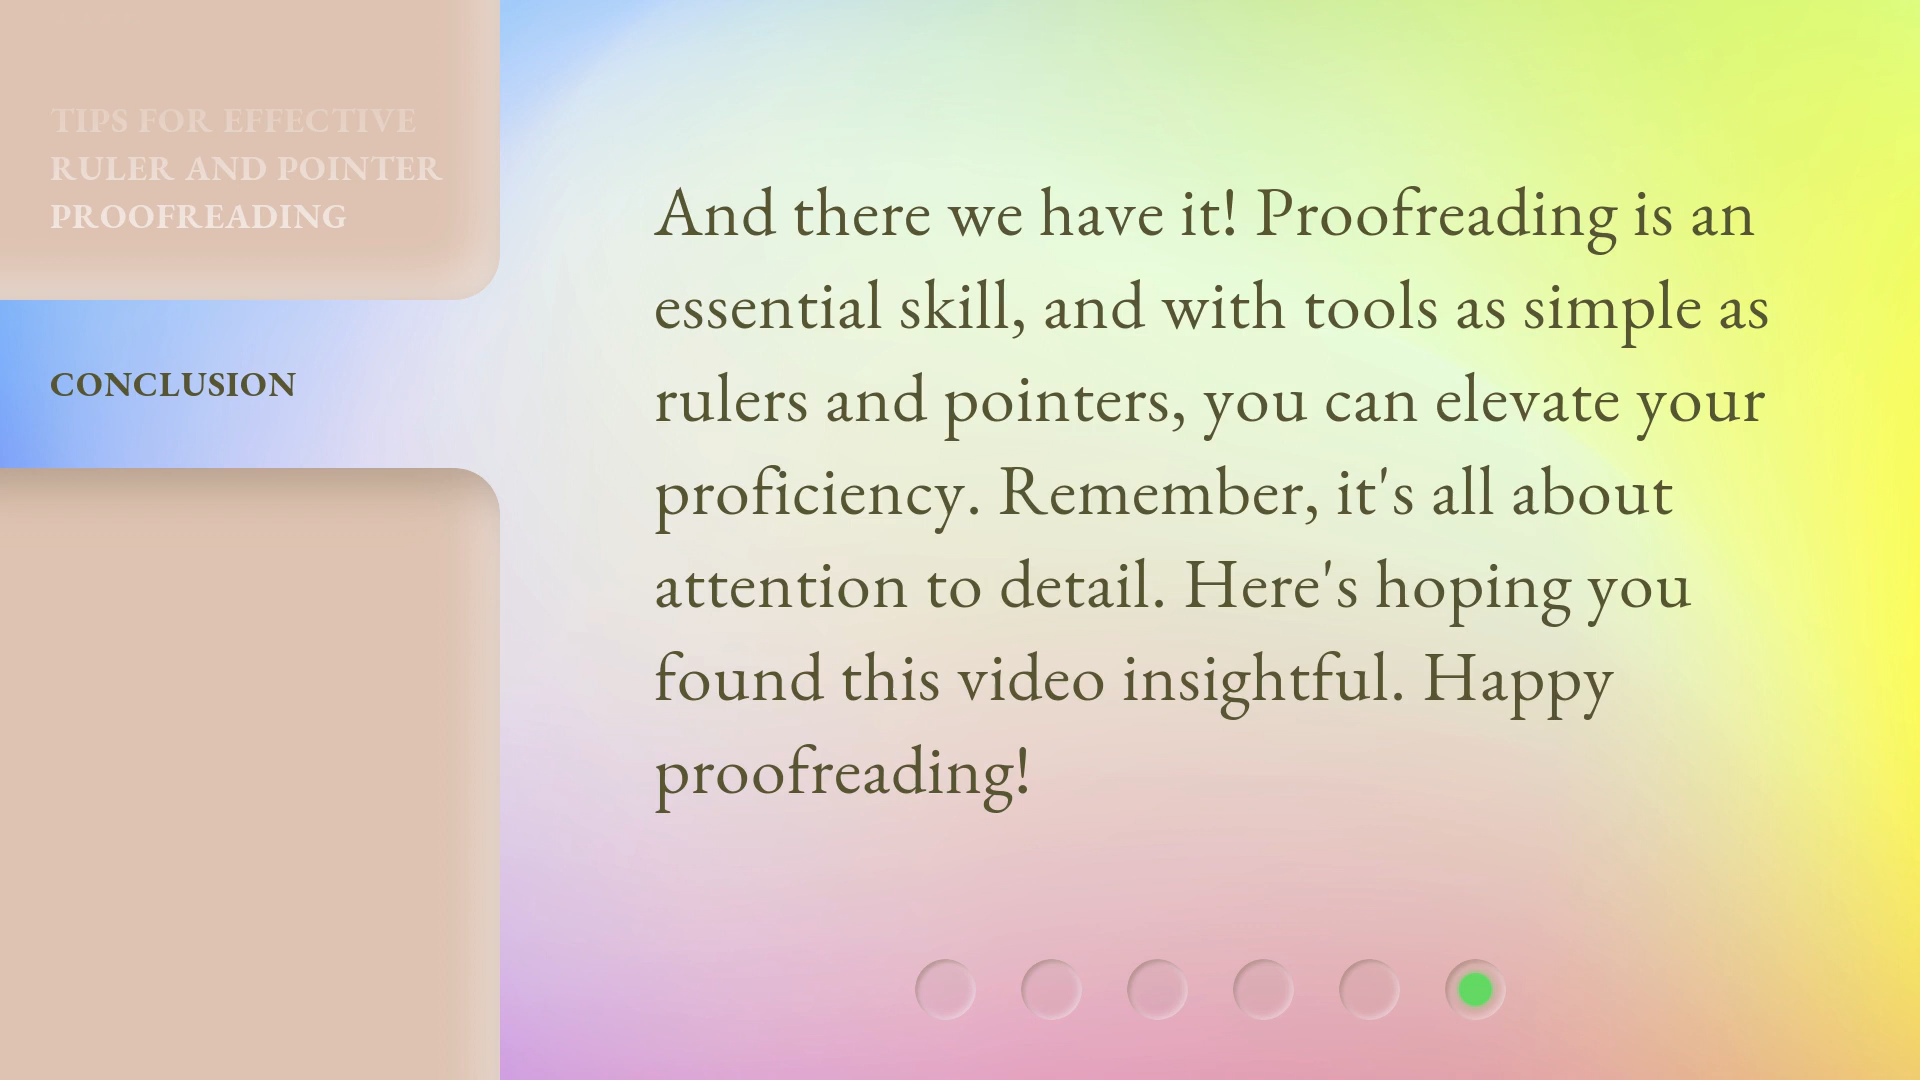 TIPS FOR EFFECTIVE
RULER AND POINTER
PROOFREADING
CONCLUSION
And there we have it! Proofreading is an
essential skill, and with tools as simple as
rulers and pointers, you can elevate your
proficiency. Remember, it's all about
attention to detail. Here's hoping you
found this video insightful. Happy
proofreading!